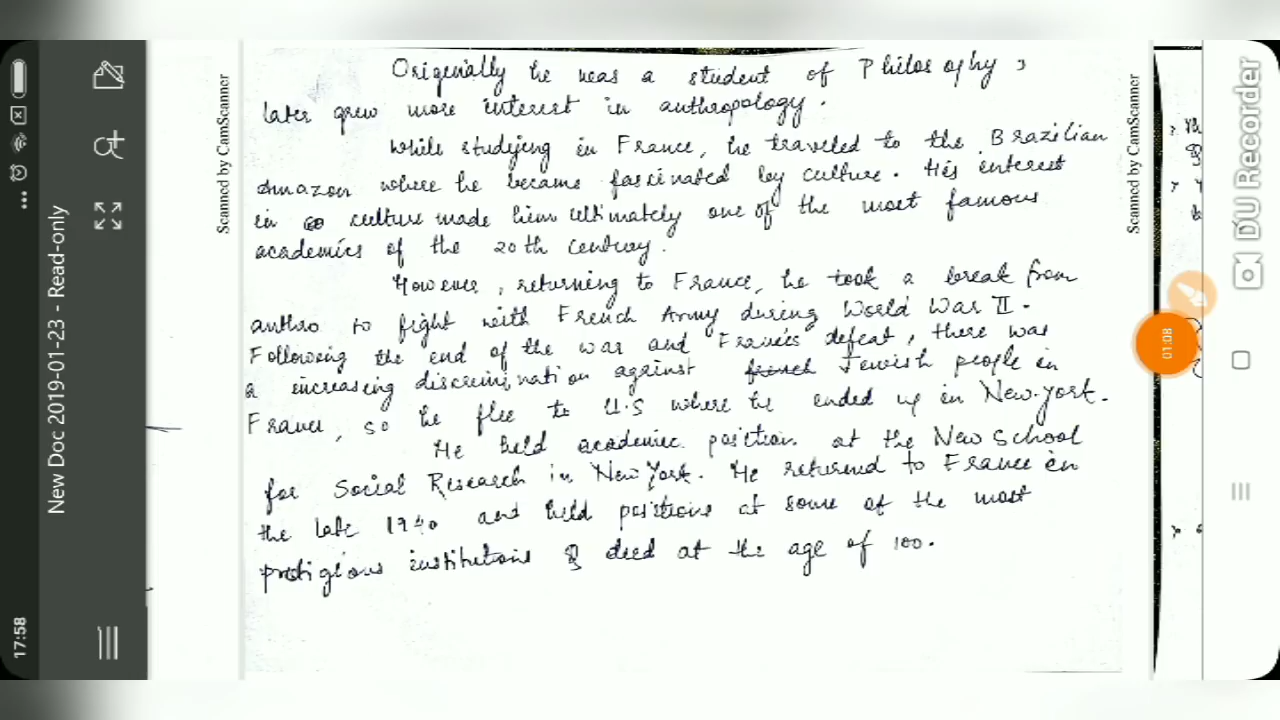 Originally he was a student of Philosophy,
later grew more interest in anthropology.
While studying in France, he traveled to the Brazilian
Amazon where he became fascinated by culture. His interest
in culture made him ultimately one of the most famous
academics of the 20th Century.
However, returning to France, he took a break from
anthro to fight with French Army during World War II.
Following the end of the war and France's defeat, there was
a increasing discrimination against french Jewish people in
France, so he flee to U.S where he ended up in New York.
He held academic position at the New School
for Social Research in New York. He returned to France in
the late 1940 and held positions at some of the most
prestigious institutions & died at the age of 100.
Scanned by CamScanner
Scanned by CamScanner
New Doc 2019-01-23 - Read-only
17:58
DU Recorder
01:08